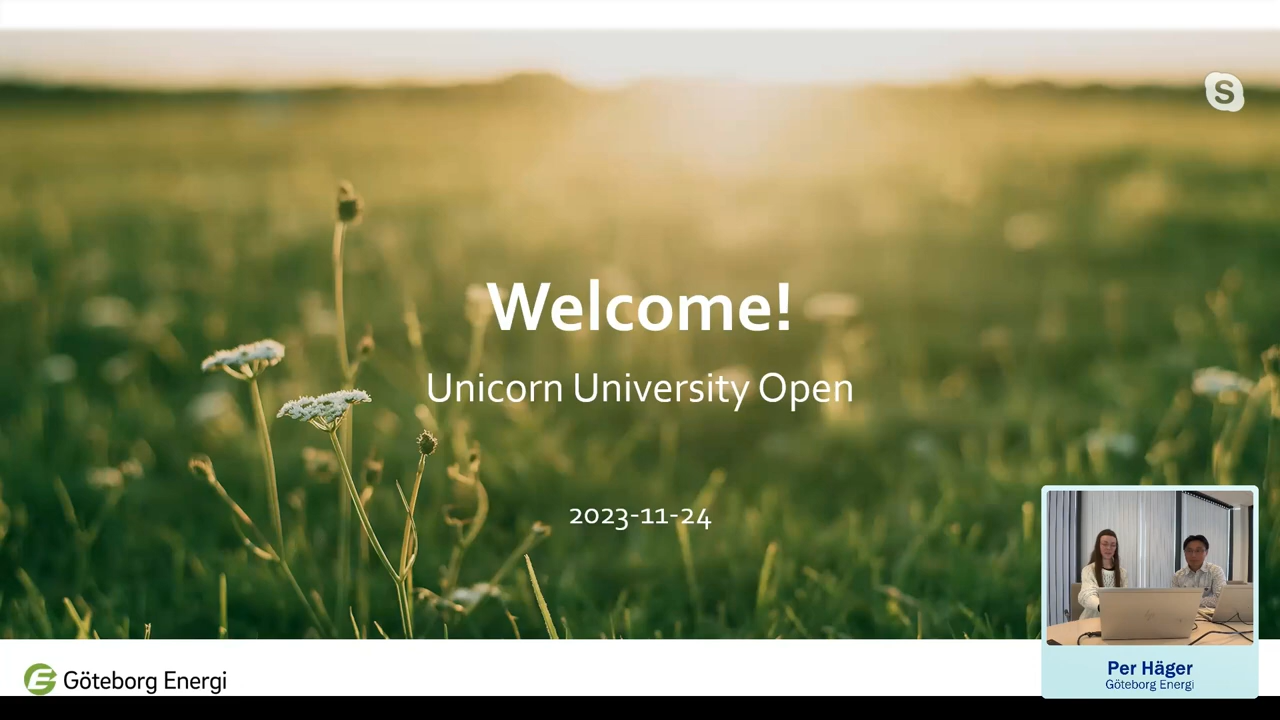 S
Welcome!
Unicorn University Open
2023-11-24
Göteborg Energi
Per Häger
Göteborg Energi